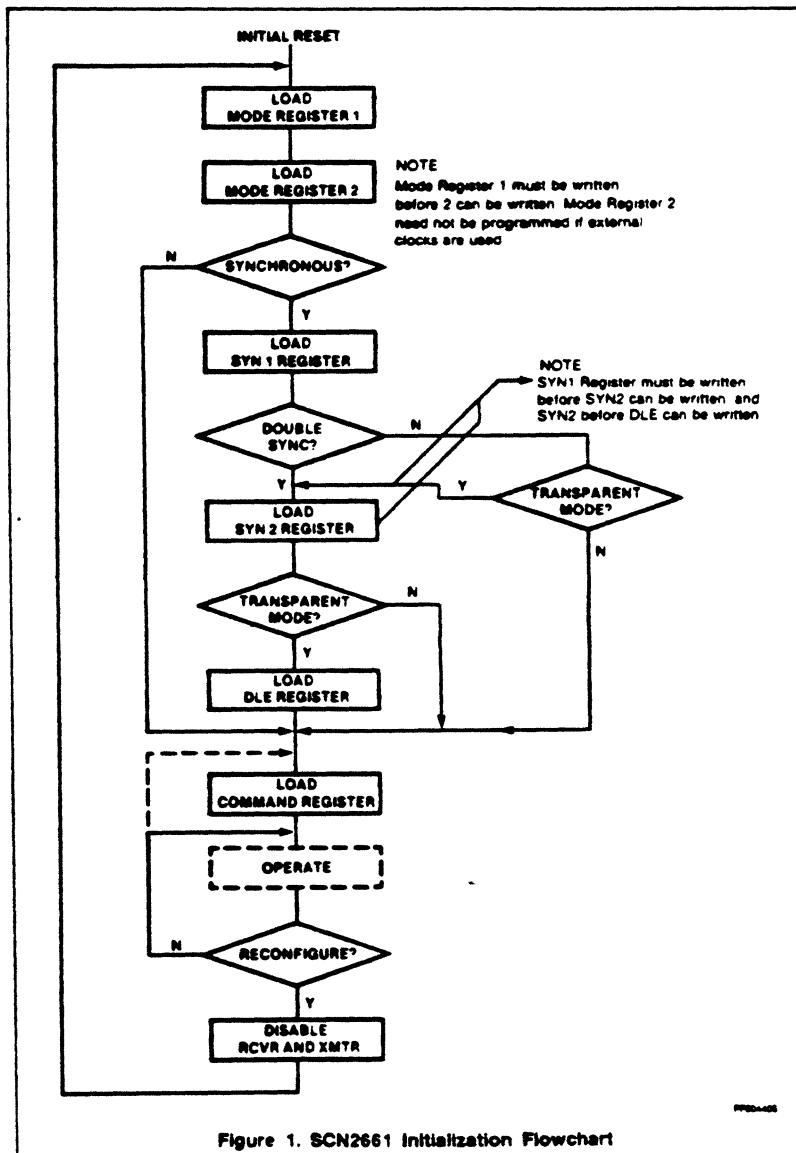 INITIAL RESET
LOAD
MODE REGISTER 1
LOAD
MODE REGISTER 2
NOTE
Mode Register 1 must be written
before 2 can be written. Mode Register 2
need not be programmed if external
clocks are used
N
SYNCHRONOUS?
Y
LOAD
SYN 1 REGISTER
NOTE
SYN1 Register must be written
before SYN2 can be written and
SYN2 before DLE can be written
DOUBLE
SYNC?
N
Y
Y
TRANSPARENT
MODE?
LOAD
SYN 2 REGISTER
N
N
TRANSPARENT
MODE?
Y
LOAD
DLE REGISTER
LOAD
COMMAND REGISTER
OPERATE
N
RECONFIGURE?
Y
DISABLE
RCVR AND XMTR
Figure 1. SCN2661 Initialization Flowchart